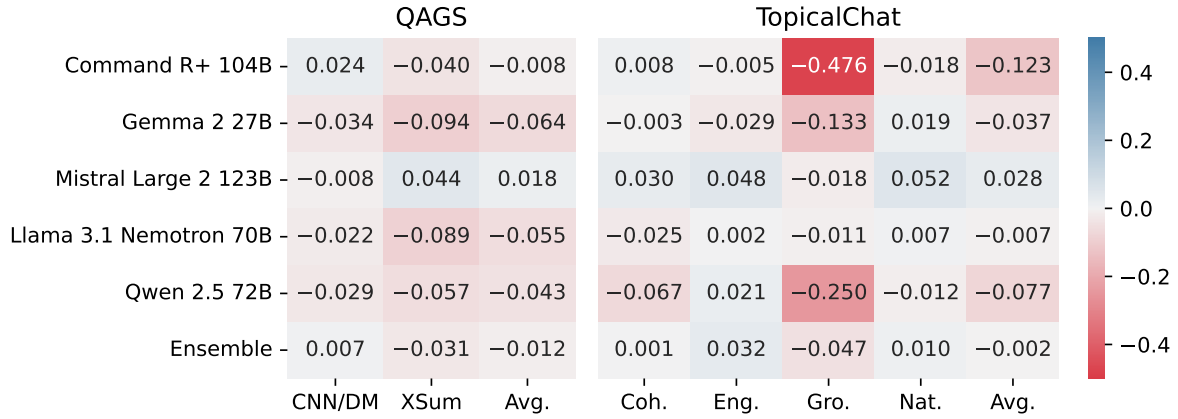 QAGS TopicalChat
Command R+ 104B 0.024 −0.040 −0.008 0.008 −0.005 −0.476 −0.018 −0.123
Gemma 2 27B −0.034 −0.094 −0.064 −0.003 −0.029 −0.133 0.019 −0.037
Mistral Large 2 123B −0.008 0.044 0.018 0.030 0.048 −0.018 0.052 0.028
Llama 3.1 Nemotron 70B −0.022 −0.089 −0.055 −0.025 0.002 −0.011 0.007 −0.007
Qwen 2.5 72B −0.029 −0.057 −0.043 −0.067 0.021 −0.250 −0.012 −0.077
Ensemble 0.007 −0.031 −0.012 0.001 0.032 −0.047 0.010 −0.002
CNN/DM XSum Avg. Coh. Eng. Gro. Nat. Avg.
0.4
0.2
0.0
−0.2
−0.4